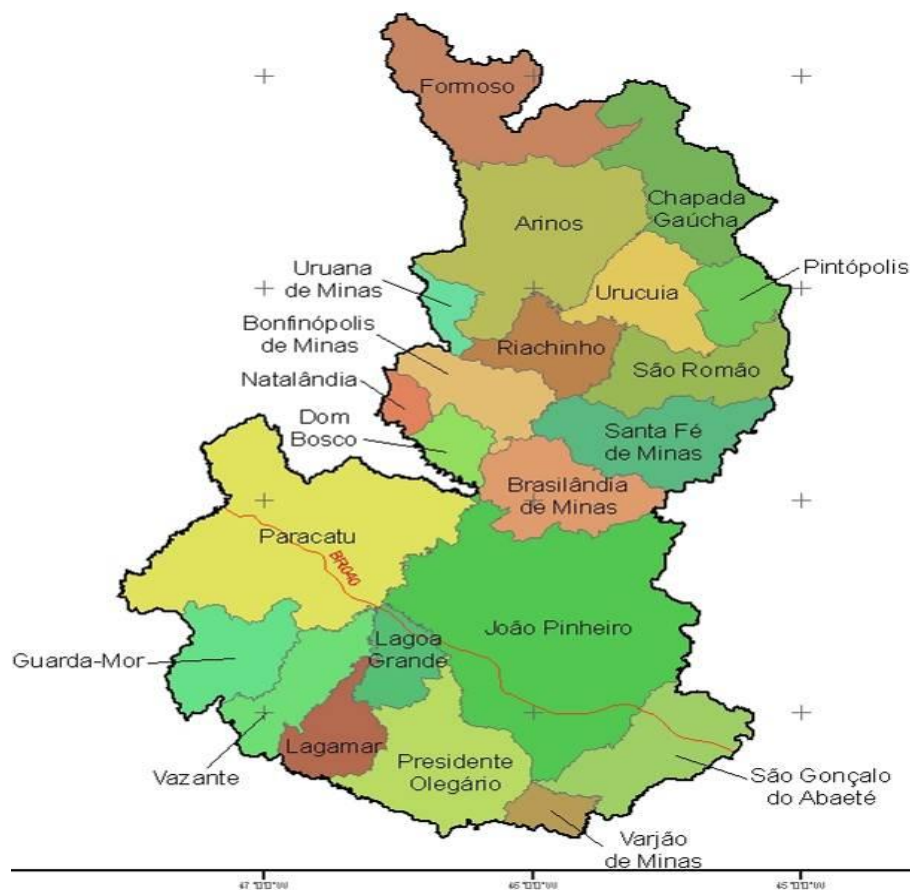 Formoso
Chapada
Gaúcha
Arinos
Uruana
de Minas
Pintópolis
Urucuia
Bonfinópolis
de Minas
Riachinho
São Romão
Natalândia
Dom
Bosco
Santa Fé
de Minas
Brasilândia
de Minas
Paracatu
BR040
João Pinheiro
Lagoa
Grande
Guarda-Mor
Lagamar
Vazante
Presidente
Olegário
São Gonçalo
do Abaeté
Varjão
de Minas